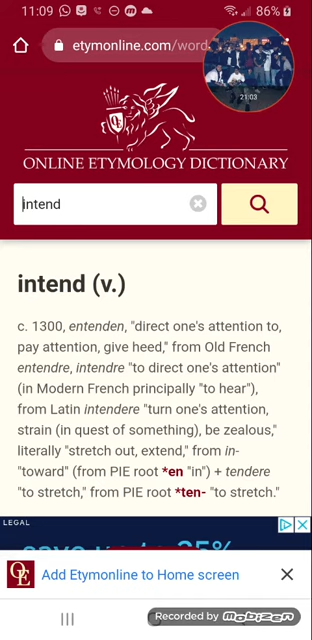 11:09 86%
etymonline.com/word
21:03
OE
ONLINE ETYMOLOGY DICTIONARY
intend
intend (v.)
c. 1300, entenden, "direct one's attention to,
pay attention, give heed," from Old French
entendre, intendre "to direct one's attention"
(in Modern French principally "to hear"),
from Latin intendere "turn one's attention,
strain (in quest of something), be zealous,"
literally "stretch out, extend," from in-
"toward" (from PIE root *en "in") + tendere
"to stretch," from PIE root *ten- "to stretch."
LEGAL
OE Add Etymonline to Home screen
Recorded by mobizen